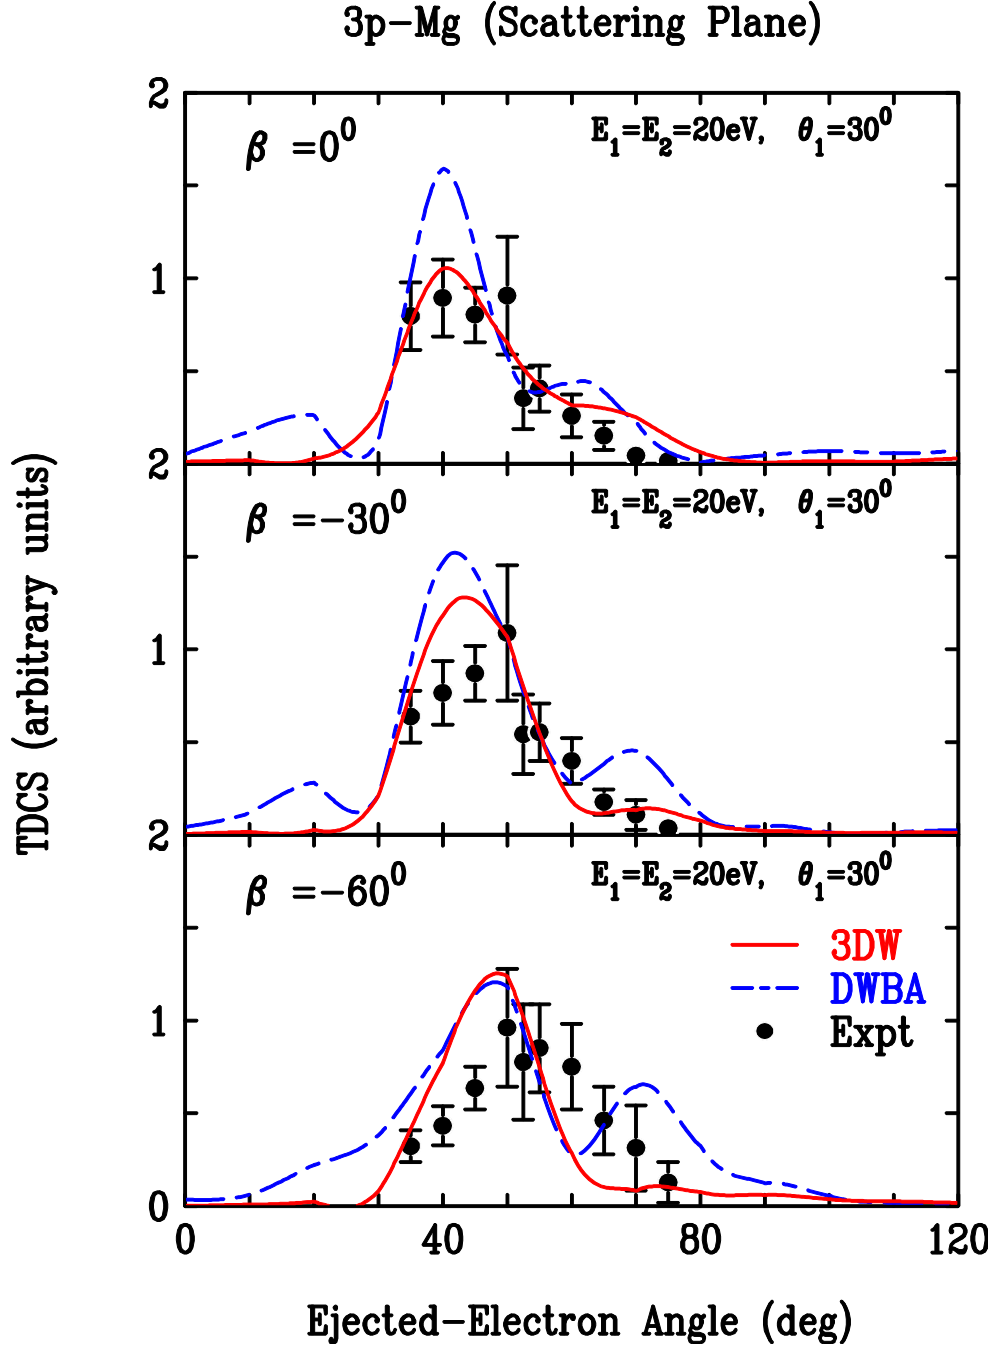 3p-Mg (Scattering Plane)
2
β =0⁰
E₁=E₂=20eV, θ₁=30⁰
1
2
β =-30⁰
E₁=E₂=20eV, θ₁=30⁰
1
TDCS (arbitrary units)
2
β =-60⁰
E₁=E₂=20eV, θ₁=30⁰
3DW
DWBA
1
Expt
0
0 40 80 120
Ejected-Electron Angle (deg)